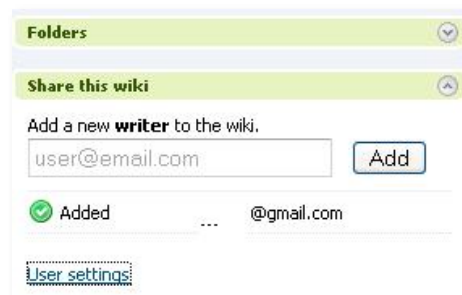 Folders
Share this wiki
Add a new writer to the wiki.
user@email.com Add
Added ... @gmail.com
User settings